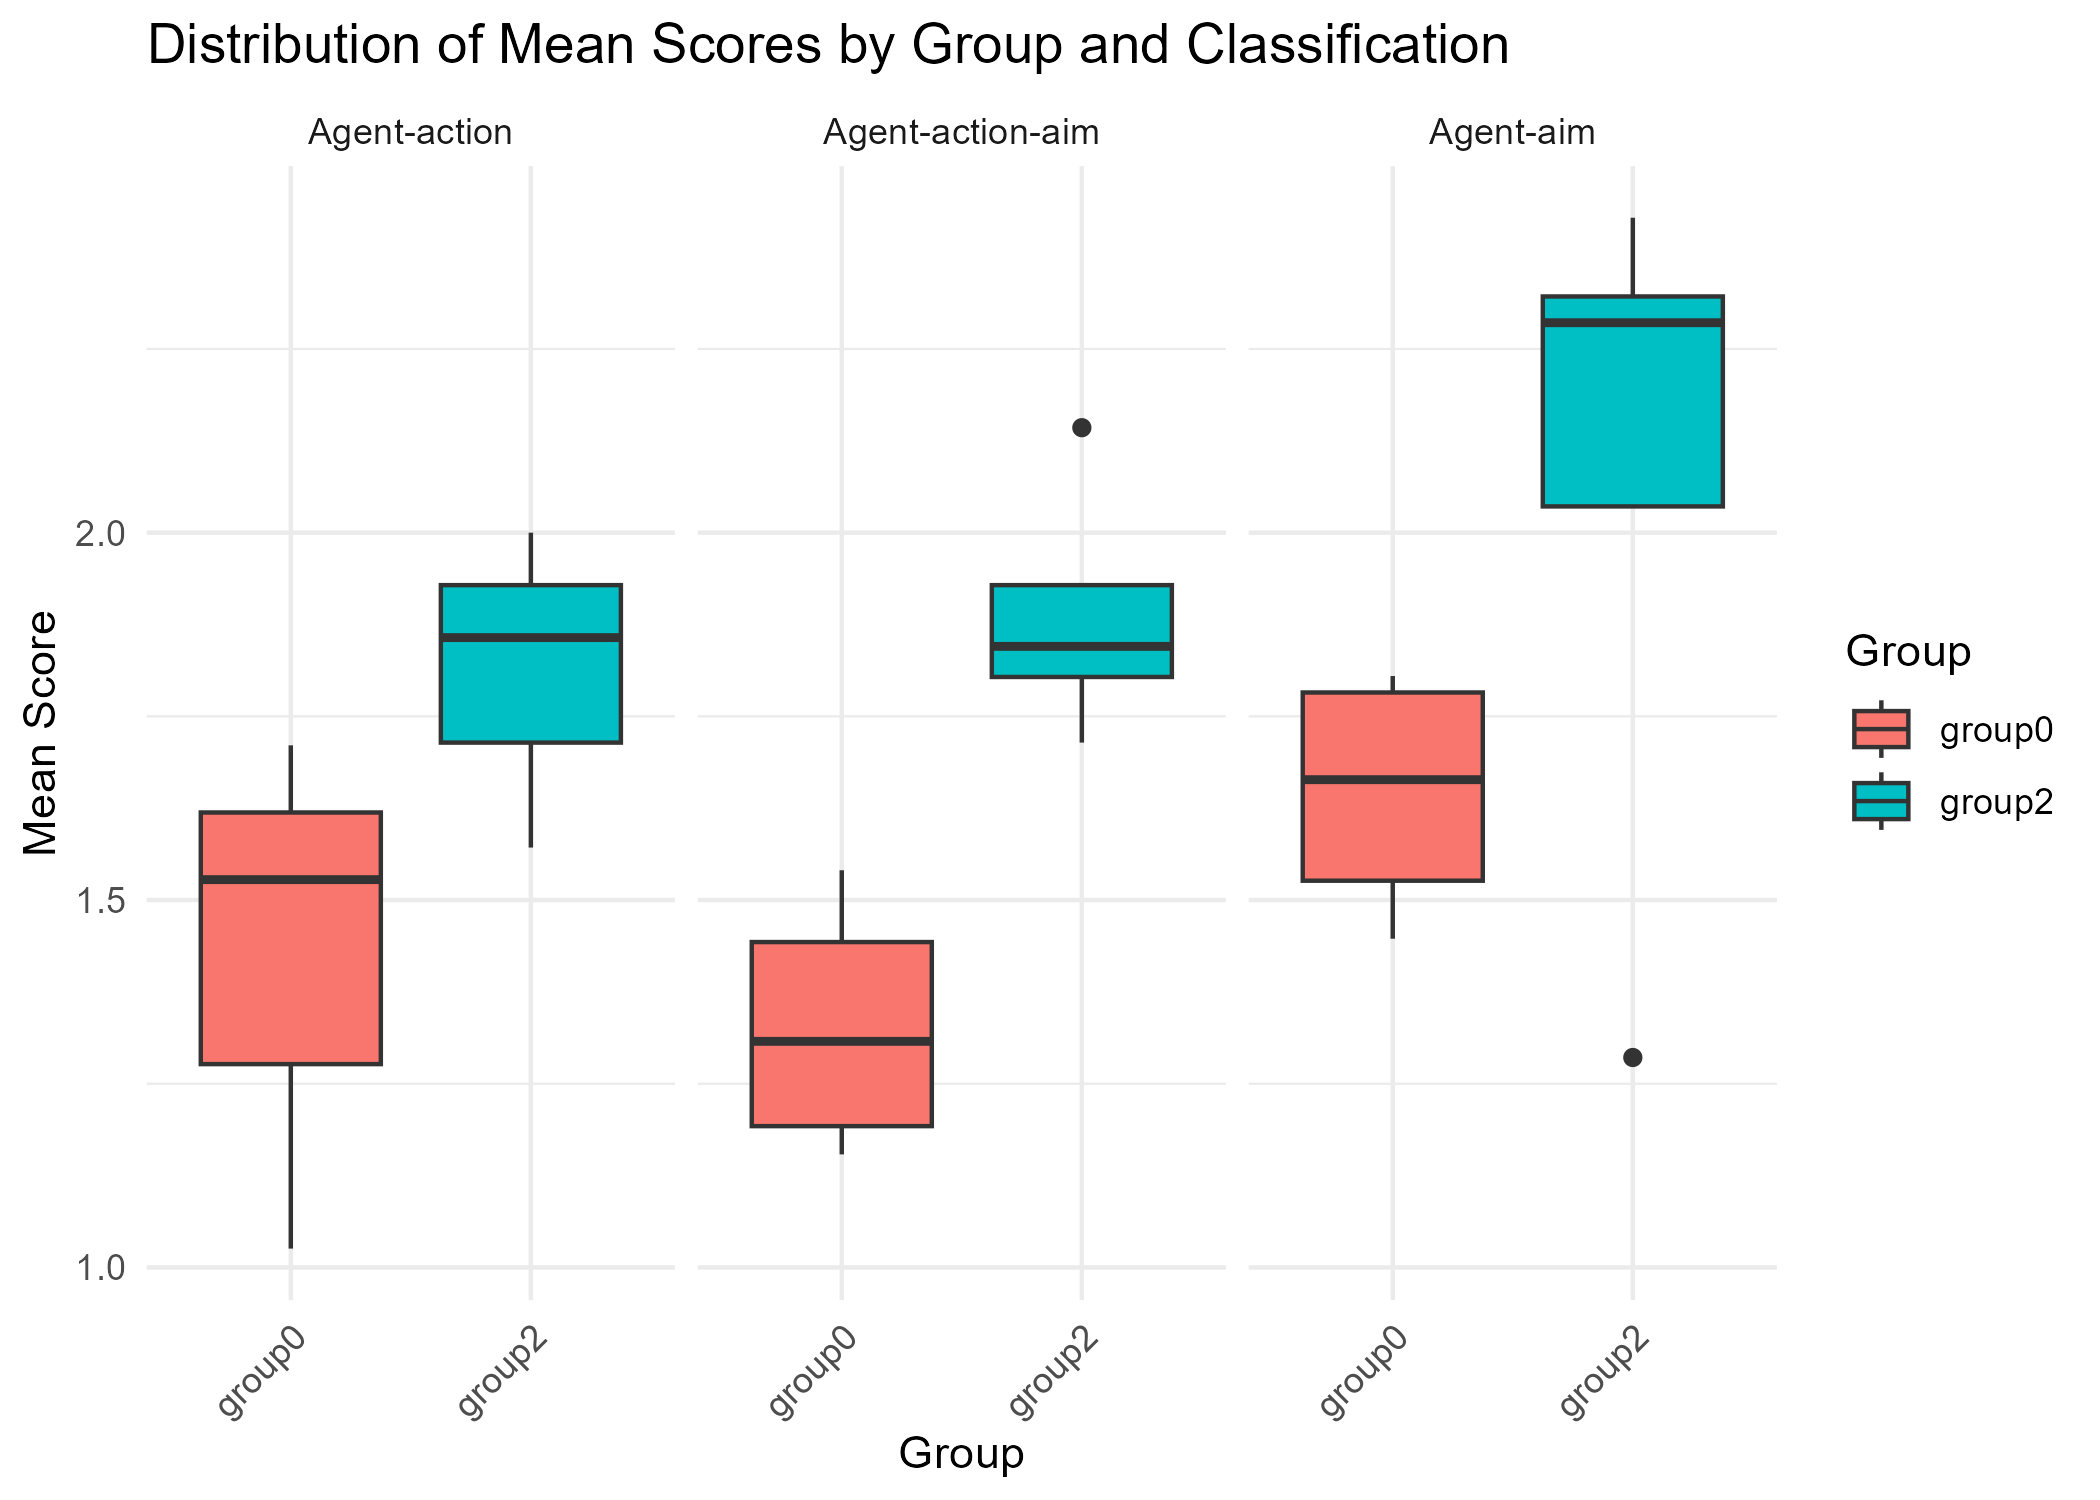 Distribution of Mean Scores by Group and Classification
Agent-action
Agent-action-aim
Agent-aim
Mean Score
2.0
1.5
1.0
group0
group2
group0
group2
group0
group2
Group
Group
group0
group2